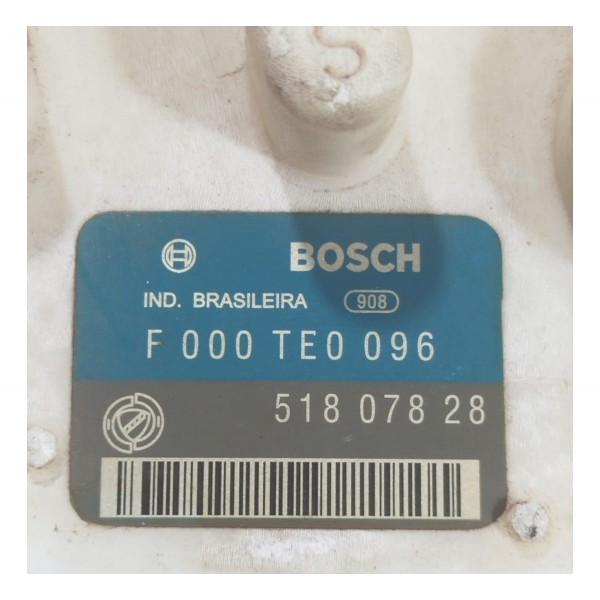 S
BOSCH
IND. BRASILEIRA 908
F 000 TE0 096
518 078 28